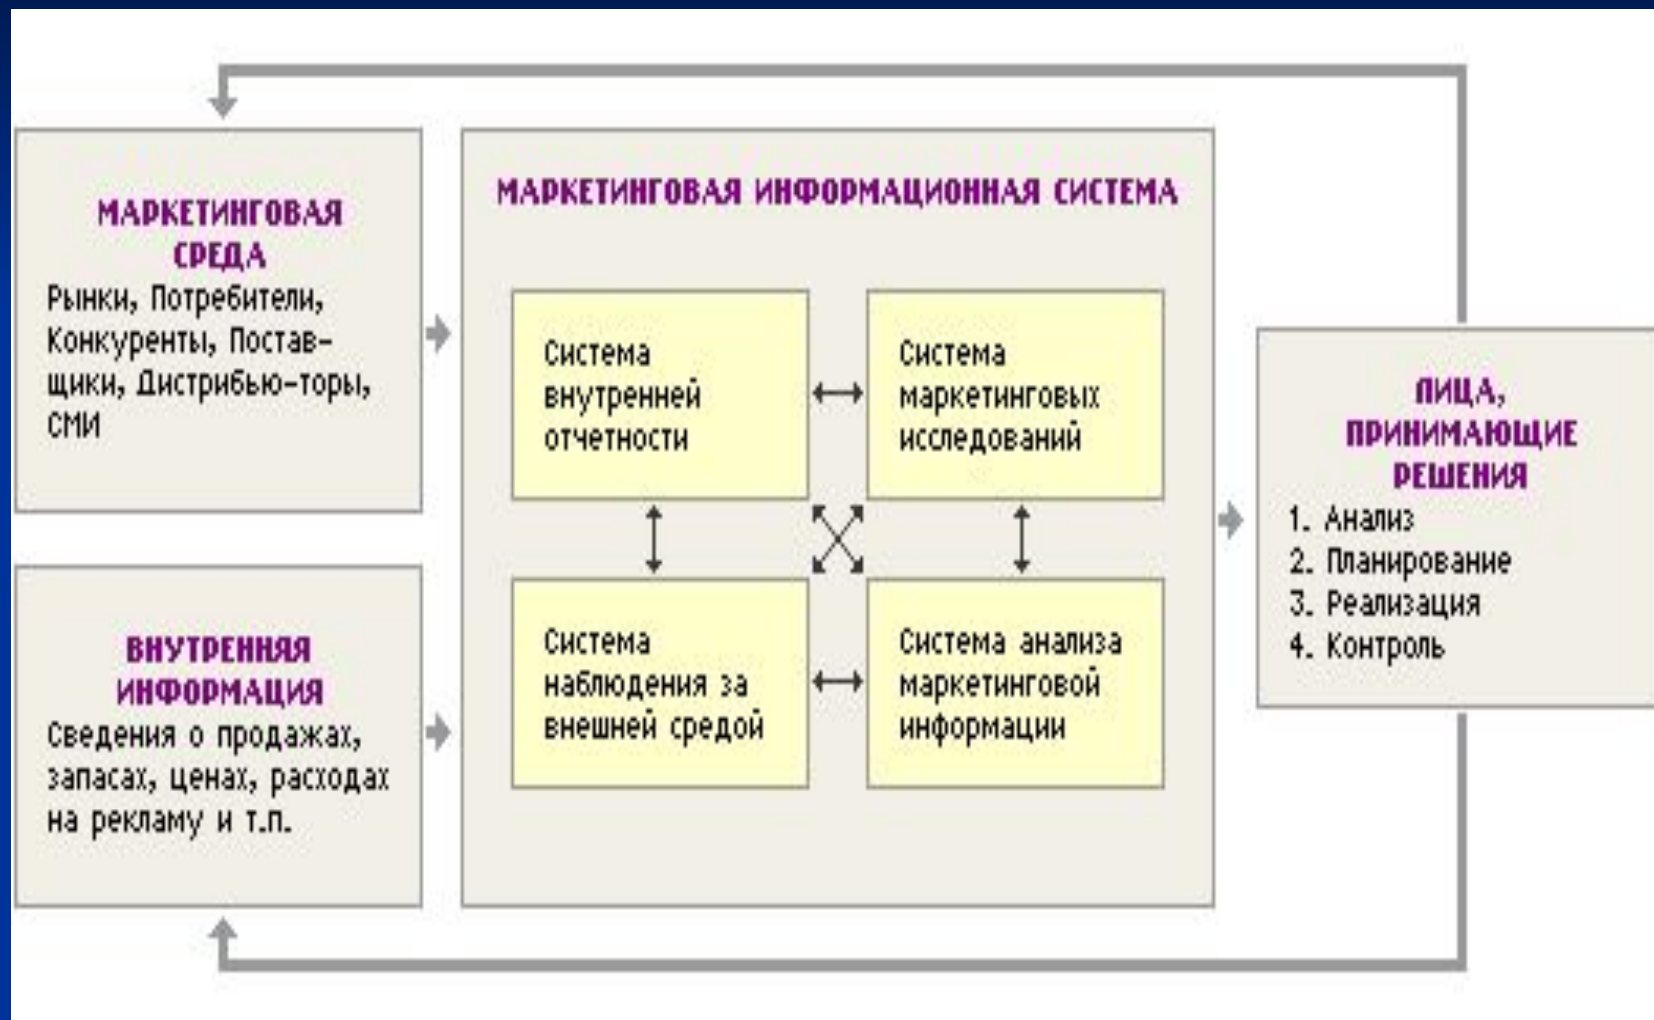 МАРКЕТИНГОВАЯ
СРЕДА
Рынки, Потребители,
Конкуренты, Постав-
щики, Дистрибью-торы,
СМИ
ВНУТРЕННЯЯ
ИНФОРМАЦИЯ
Сведения о продажах,
запасах, ценах, расходах
на рекламу и т.п.
МАРКЕТИНГОВАЯ ИНФОРМАЦИОННАЯ СИСТЕМА
Система
внутренней
отчетности
Система
маркетинговых
исследований
Система
наблюдения за
внешней средой
Система анализа
маркетинговой
информации
ЛИЦА,
ПРИНИМАЮЩИЕ
РЕШЕНИЯ
1. Анализ
2. Планирование
3. Реализация
4. Контроль